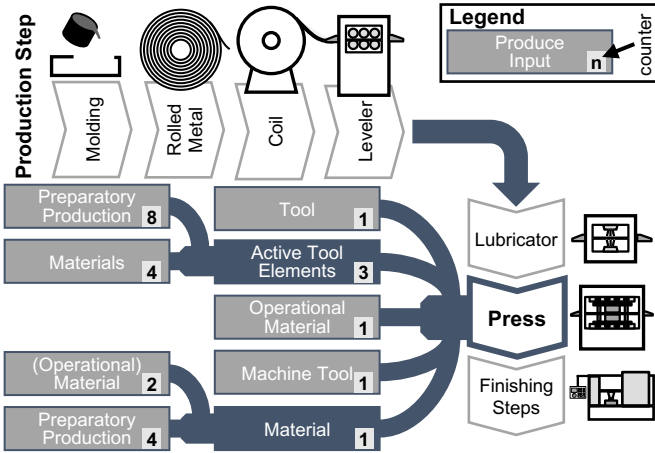 Production Step
Molding
Rolled
Metal
Coil
Leveler
Legend
Produce
Input
n
counter
Preparatory
Production 8
Materials 4
Tool 1
Active Tool
Elements 3
Operational
Material 1
(Operational)
Material 2
Machine Tool 1
Preparatory
Production 4
Material 1
Lubricator
Press
Finishing
Steps